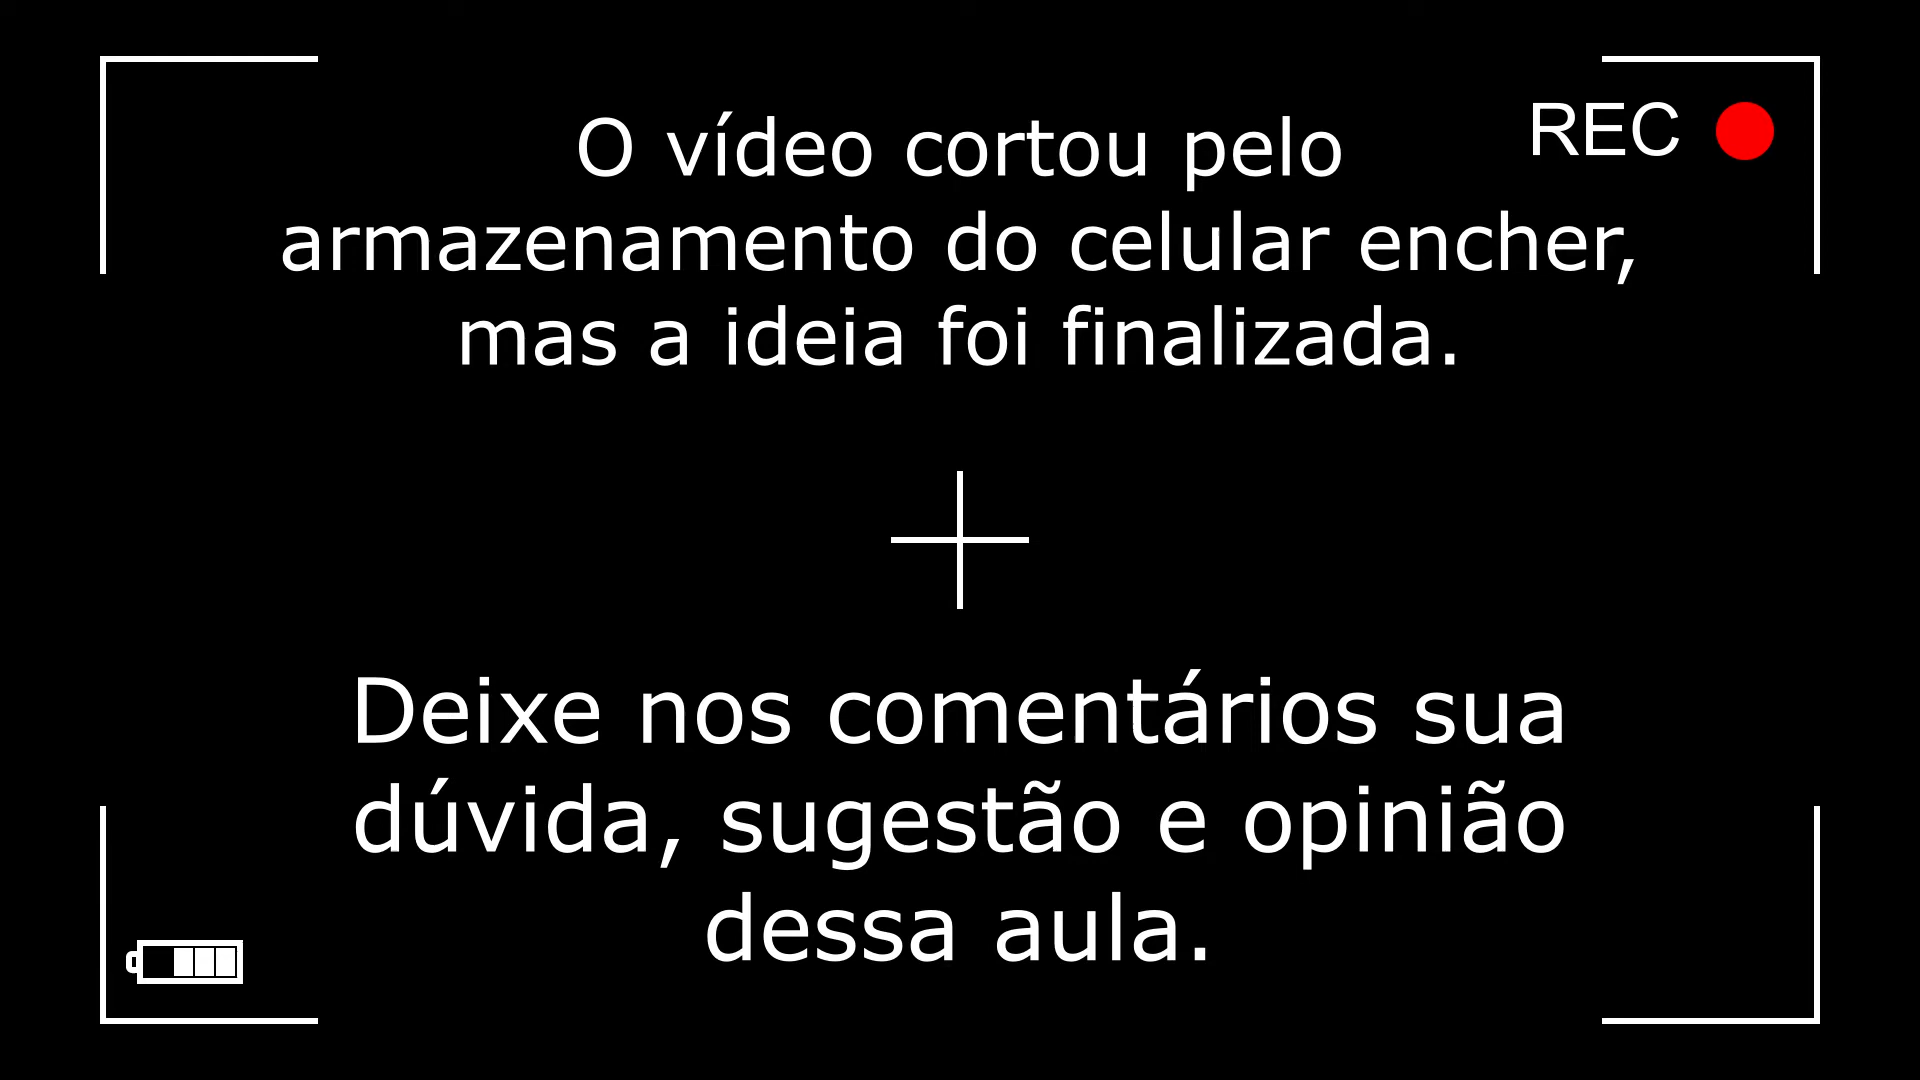 REC
O vídeo cortou pelo
armazenamento do celular encher,
mas a ideia foi finalizada.
Deixe nos comentários sua
dúvida, sugestão e opinião
dessa aula.